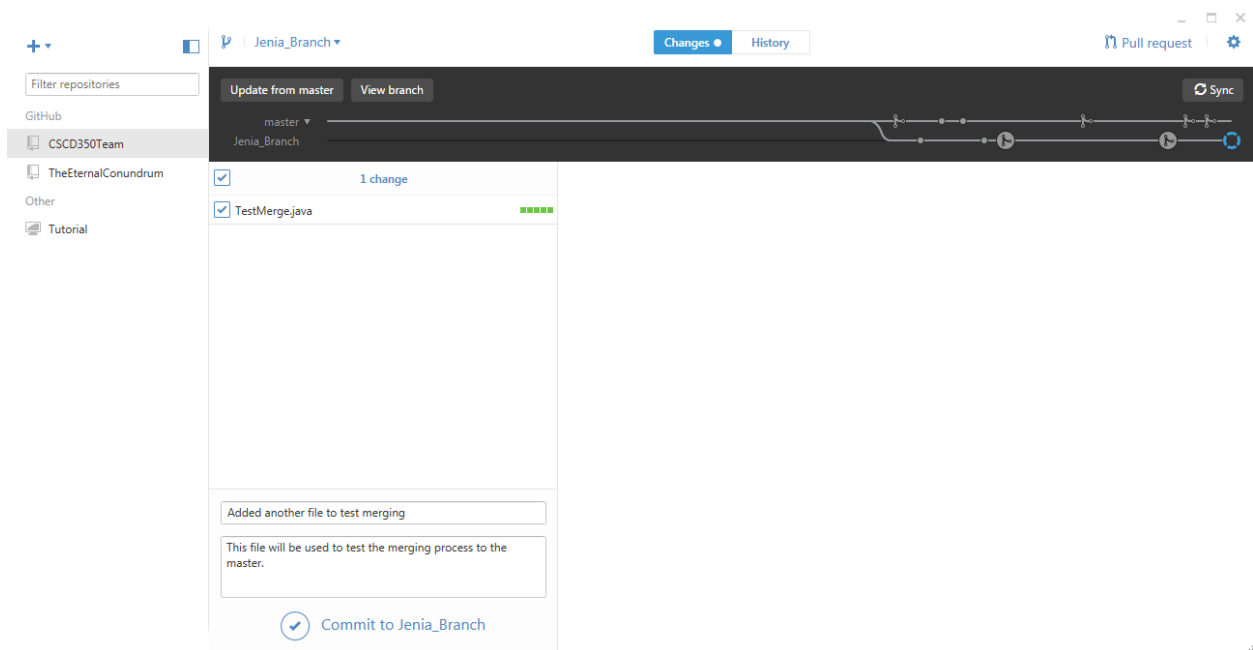 Jenia_Branch
Changes
History
Pull request
Filter repositories
GitHub
CSCD350Team
TheEternalConundrum
Other
Tutorial
Update from master
View branch
Sync
master
Jenia_Branch
1 change
TestMerge.java
Added another file to test merging
This file will be used to test the merging process to the
master.
Commit to Jenia_Branch